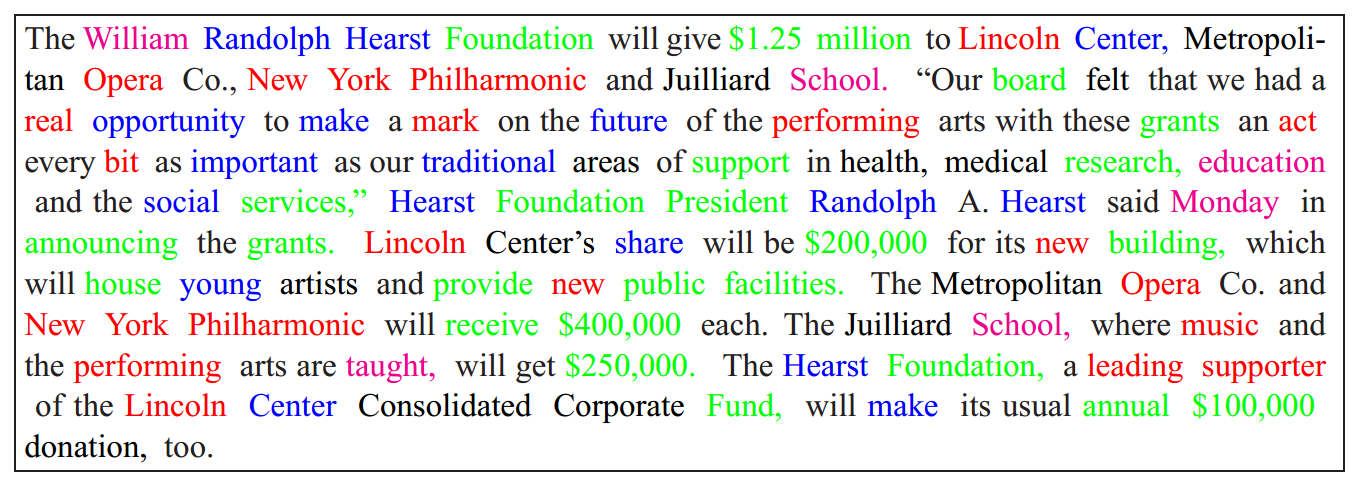 The William Randolph Hearst Foundation will give $1.25 million to Lincoln Center, Metropoli-
tan Opera Co., New York Philharmonic and Juilliard School. “Our board felt that we had a
real opportunity to make a mark on the future of the performing arts with these grants an act
every bit as important as our traditional areas of support in health, medical research, education
and the social services,” Hearst Foundation President Randolph A. Hearst said Monday in
announcing the grants. Lincoln Center’s share will be $200,000 for its new building, which
will house young artists and provide new public facilities. The Metropolitan Opera Co. and
New York Philharmonic will receive $400,000 each. The Juilliard School, where music and
the performing arts are taught, will get $250,000. The Hearst Foundation, a leading supporter
of the Lincoln Center Consolidated Corporate Fund, will make its usual annual $100,000
donation, too.